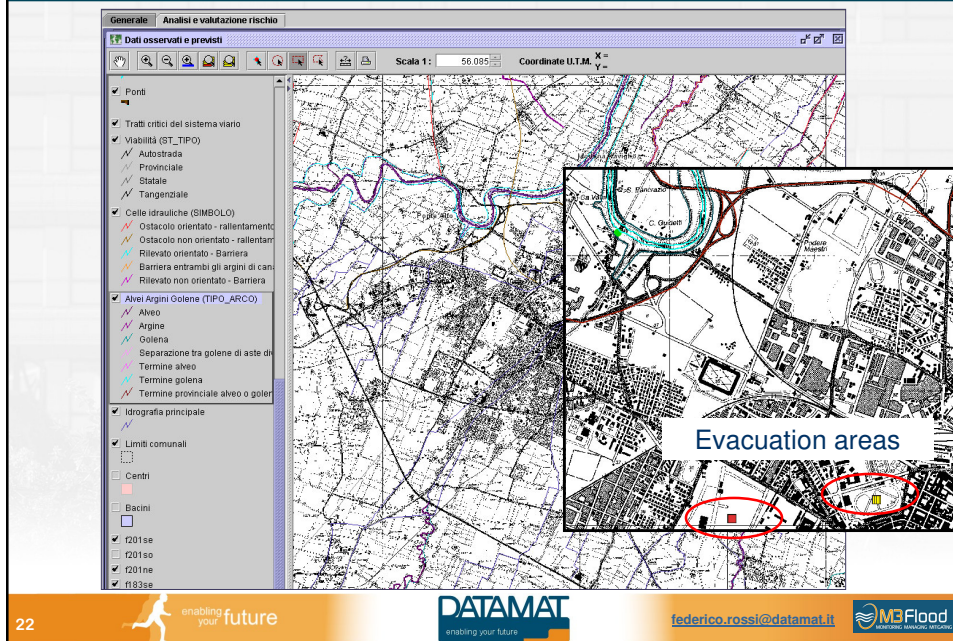 Generale Analisi e valutazione rischio
Dati osservati e previsti
Scala 1 : 56.085 Coordinate U.T.M. X =
Y =
Ponti
Tratti critici del sistema viario
Viabilità (ST_TIPO)
Autostrada
Provinciale
Statale
Tangenziale
Celle idrauliche (SIMBOLO)
Ostacolo orientato - rallentamento
Ostacolo non orientato - rallentam
Rilevato orientato - Barriera
Barriera entrambi gli argini di can
Rilevato non orientato - Barriera
Alvei Argini Golene (TIPO_ARCO)
Alveo
Argine
Golena
Separazione tra golene di aste di
Termine alveo
Termine golena
Termine provinciale alveo o goler
Idrografia principale
Limiti comunali
Centri
Bacini
f201se
f201so
f201ne
f183se
C. Guidetti
Podere
Maestri
Evacuation areas
22
enabling
your future
DATAMAT
enabling your future
federico.rossi@datamat.it
M3Flood
MONITORING MANAGING MITIGATING